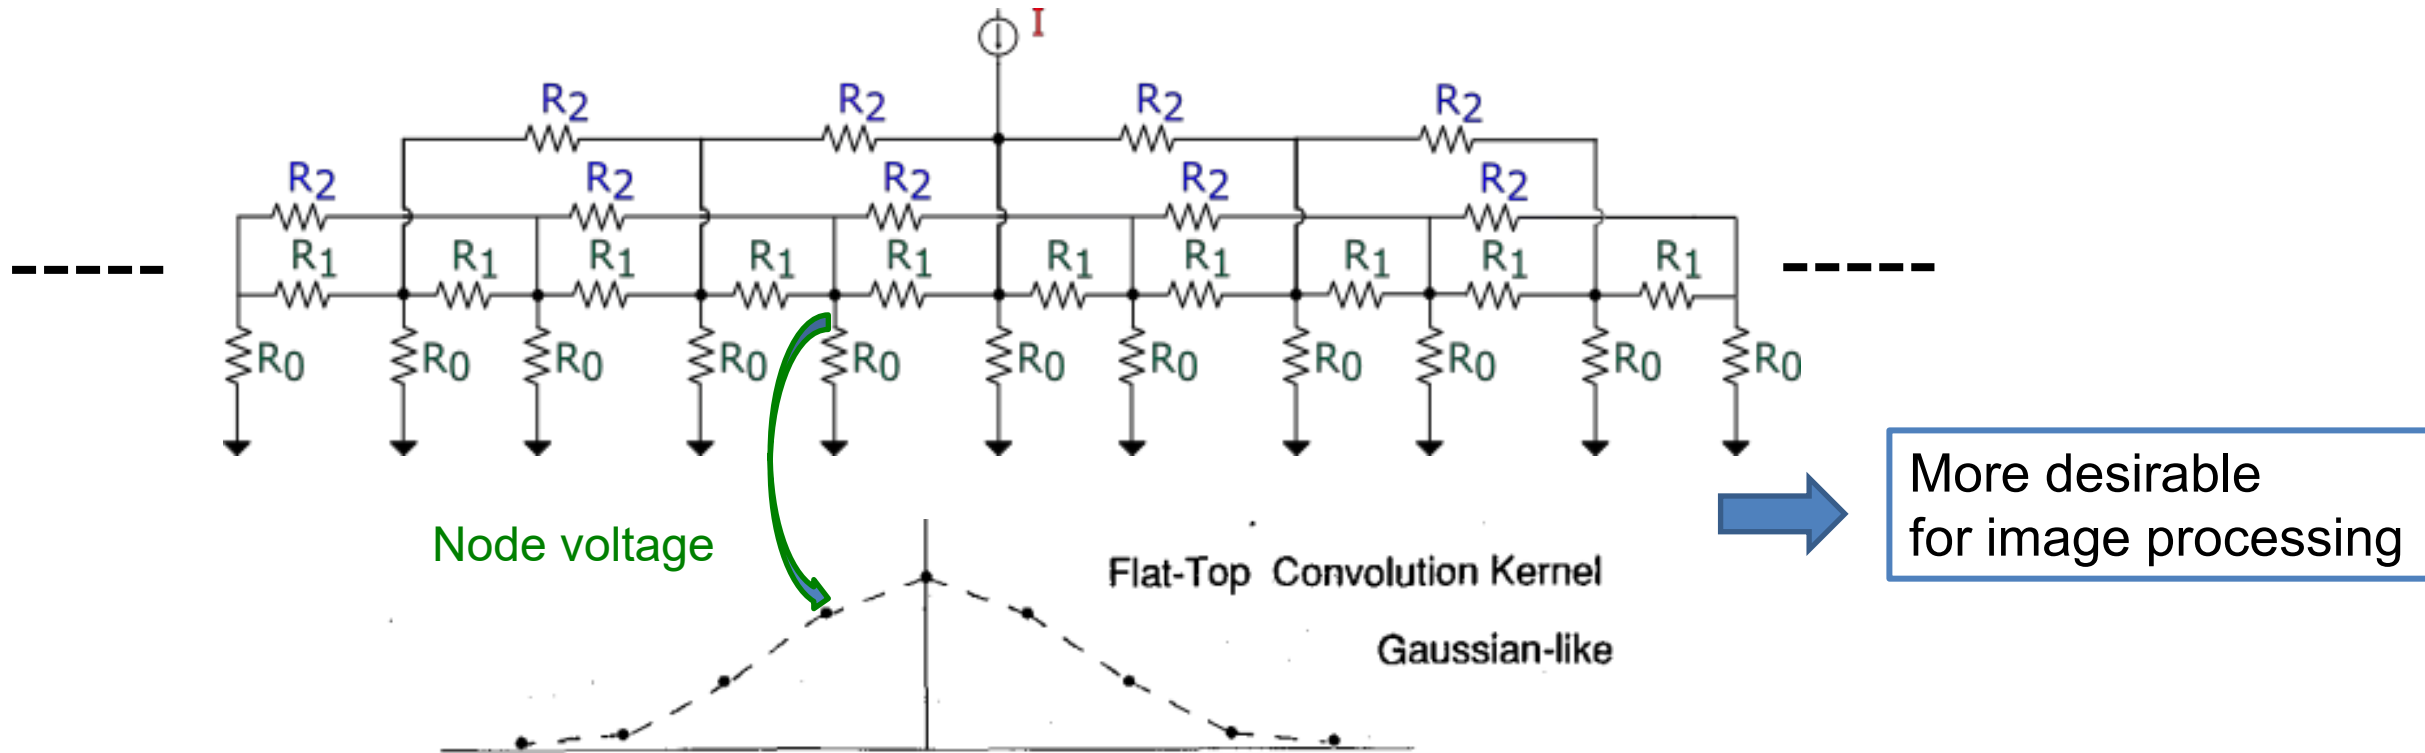 I
R2 R2 R2 R2
R2 R2 R2 R2 R2
R1 R1 R1 R1 R1 R1 R1 R1 R1 R1
R0 R0 R0 R0 R0 R0 R0 R0 R0 R0 R0
More desirable
for image processing
Node voltage
Flat-Top Convolution Kernel
Gaussian-like